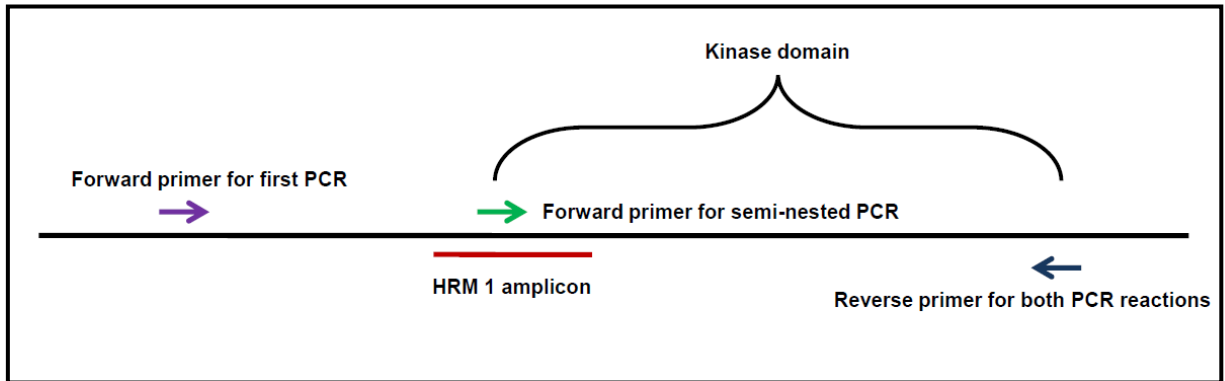 Kinase domain
Forward primer for first PCR
Forward primer for semi-nested PCR
HRM 1 amplicon
Reverse primer for both PCR reactions